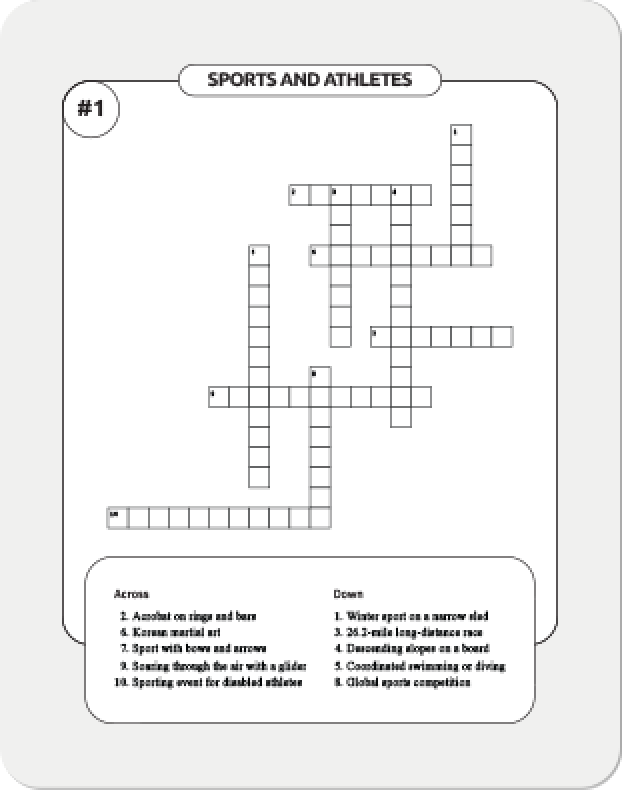 SPORTS AND ATHLETES
#1
1
2 3 4
5 6
7
8
9
10
Across
2. Acrobat on rings and bars
6. Korean martial art
7. Sport with bows and arrows
9. Soaring through the air with a glider
10. Sporting event for disabled athletes
Down
1. Winter sport on a narrow sled
3. 26.2-mile long-distance race
4. Descending slopes on a board
5. Coordinated swimming or diving
8. Global sports competition